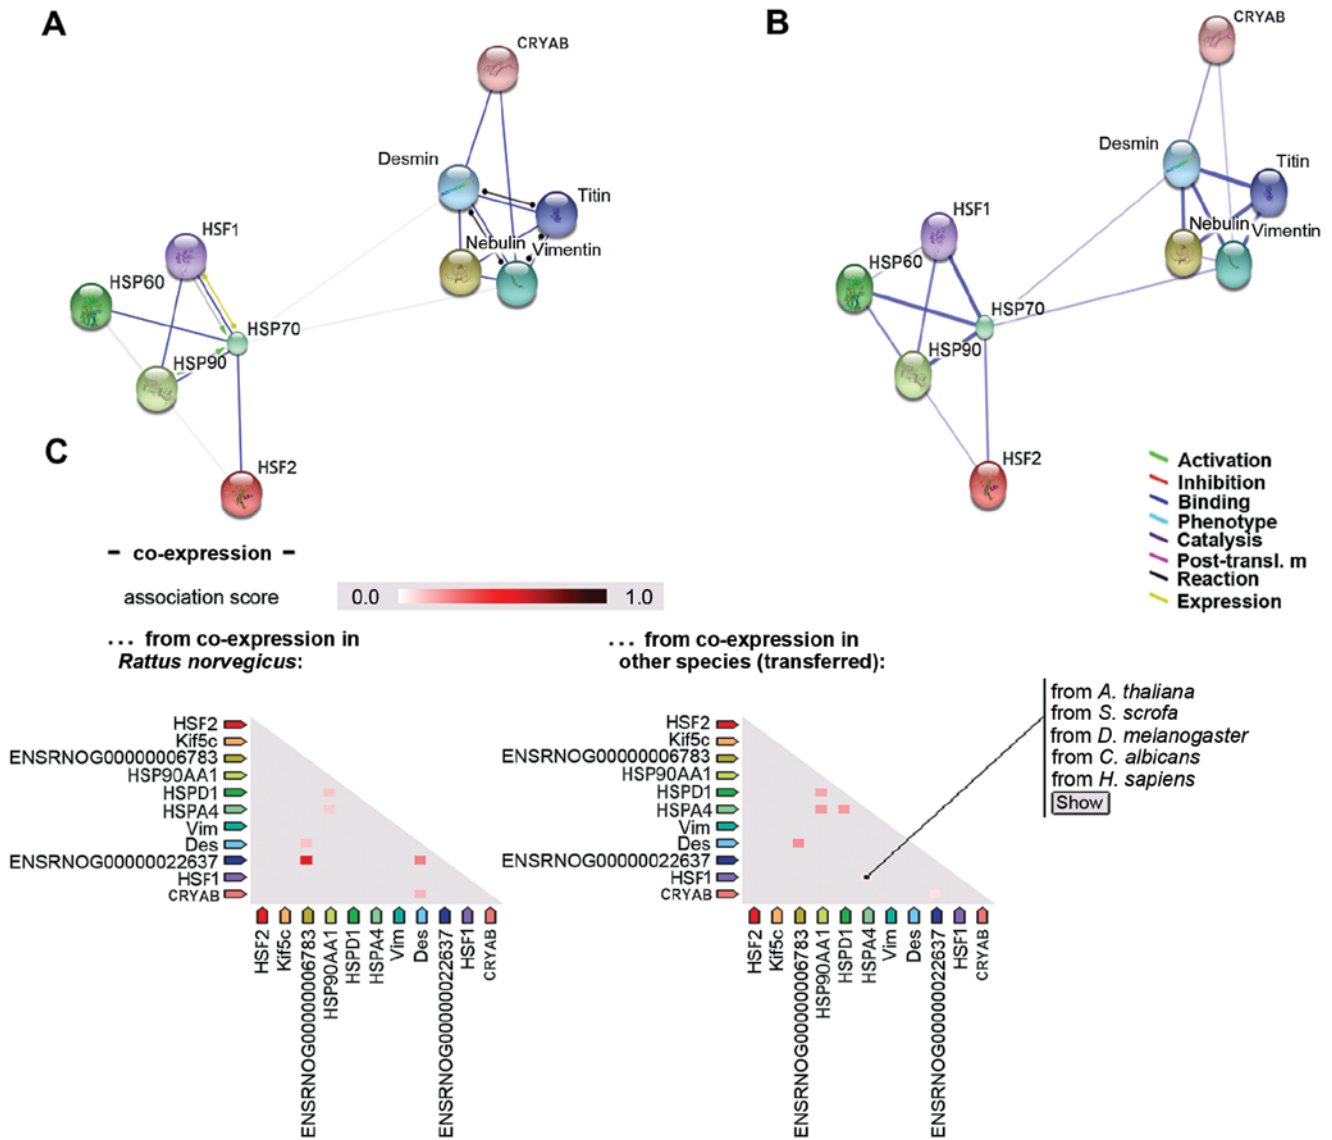 A
CRYAB
Desmin
Titin
HSF1
Nebulin
Vimentin
HSP60
HSP70
HSP90
HSF2
B
CRYAB
Desmin
Titin
HSF1
Nebulin
Vimentin
HSP60
HSP70
HSP90
HSF2
Activation
Inhibition
Binding
Phenotype
Catalysis
Post-transl. m
Reaction
Expression
C
- co-expression -
association score 0.0 1.0
... from co-expression in
Rattus norvegicus:
HSF2
Kif5c
ENSRNOG00000006783
HSP90AA1
HSPD1
HSPA4
Vim
Des
ENSRNOG00000022637
HSF1
CRYAB
HSF2
Kif5c
ENSRNOG00000006783
HSP90AA1
HSPD1
HSPA4
Vim
Des
ENSRNOG00000022637
HSF1
CRYAB
... from co-expression in
other species (transferred):
HSF2
Kif5c
ENSRNOG00000006783
HSP90AA1
HSPD1
HSPA4
Vim
Des
ENSRNOG00000022637
HSF1
CRYAB
HSF2
Kif5c
ENSRNOG00000006783
HSP90AA1
HSPD1
HSPA4
Vim
Des
ENSRNOG00000022637
HSF1
CRYAB
from A. thaliana
from S. scrofa
from D. melanogaster
from C. albicans
from H. sapiens
Show